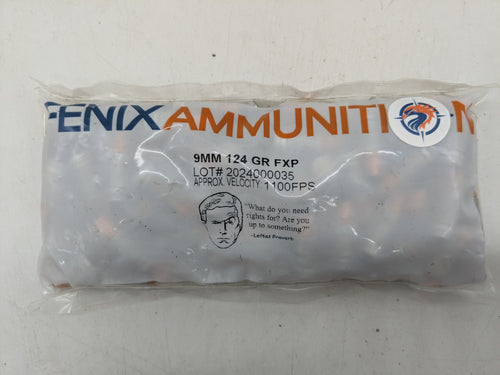 FENIX AMMUNITION
9MM 124 GR FXP
LOT# 2024000035
APPROX. VELOCITY 1100FPS
"What do you need
rights for? Are you
up to something?"
-Leftist Proverb